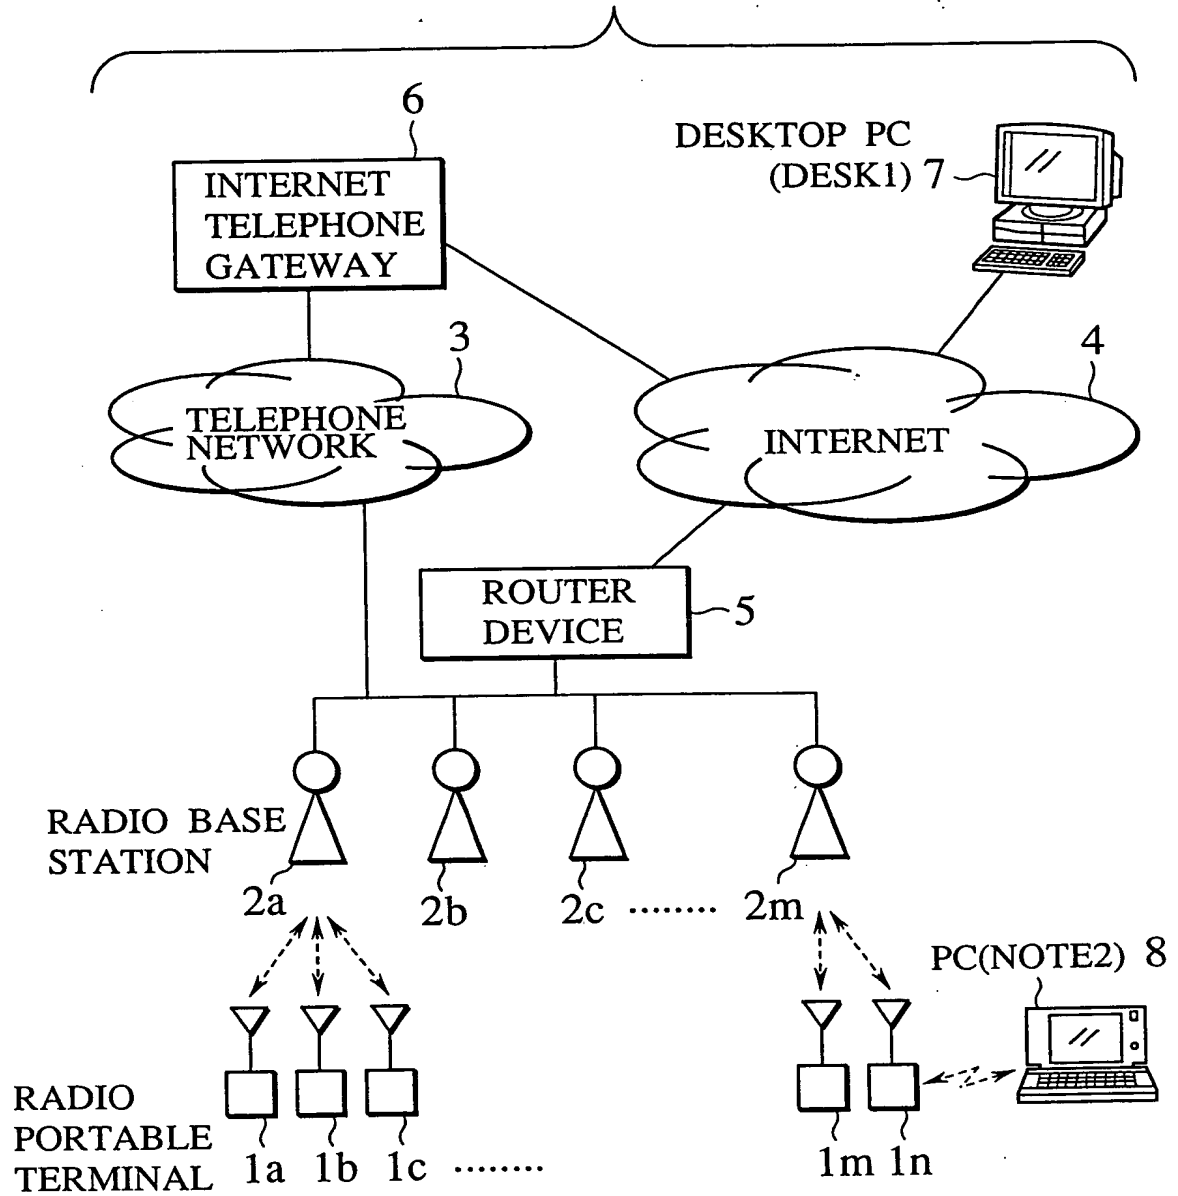 6
DESKTOP PC
(DESK1) 7
INTERNET
TELEPHONE
GATEWAY
3
4
TELEPHONE
NETWORK
INTERNET
ROUTER
DEVICE
5
RADIO BASE
STATION
2a
2b
2c ........ 2m
PC(NOTE2) 8
RADIO
PORTABLE
TERMINAL
1a 1b 1c ........ 1m 1n